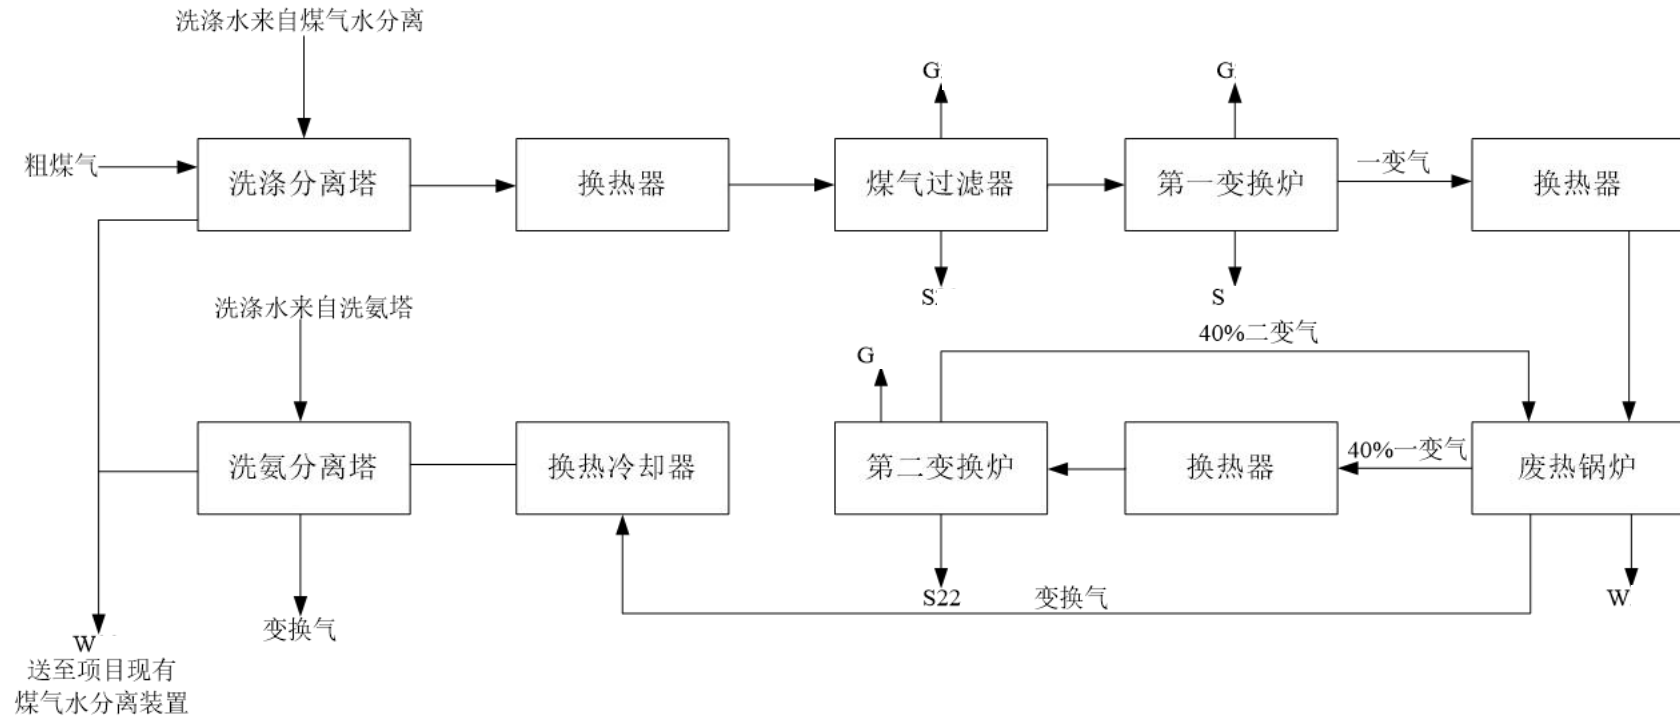 洗涤水来自煤气水分离
G
G
粗煤气
洗涤分离塔
换热器
煤气过滤器
第一变换炉
一变气
换热器
S
S
洗涤水来自洗氨塔
40%二变气
G
洗氨分离塔
换热冷却器
第二变换炉
换热器
40%一变气
废热锅炉
S22
变换气
W
变换气
W
送至项目现有
煤气水分离装置